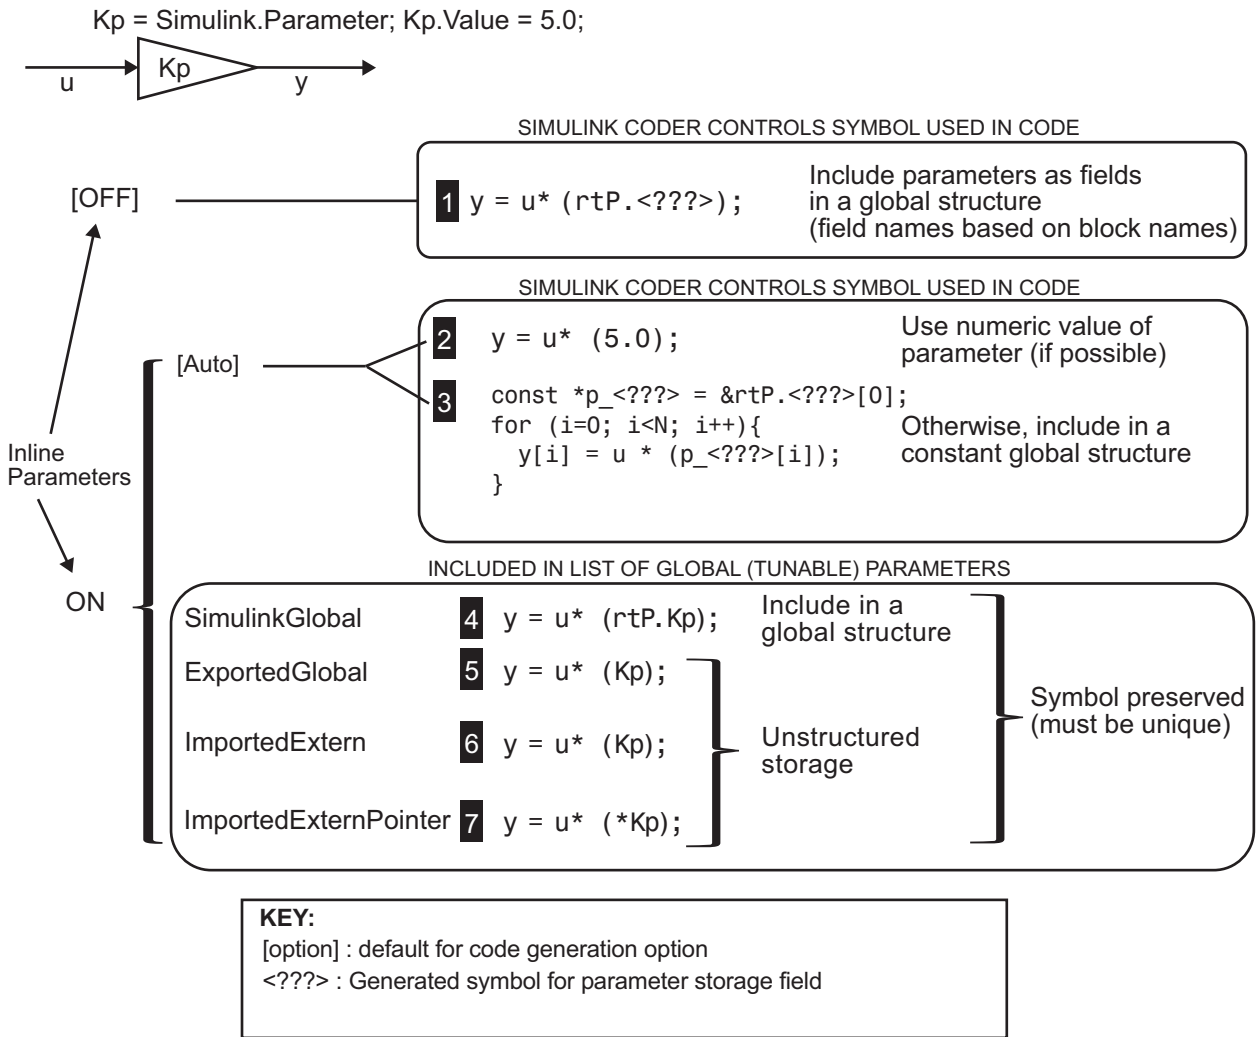 Kp = Simulink.Parameter; Kp.Value = 5.0;
Kp
u
y
SIMULINK CODER CONTROLS SYMBOL USED IN CODE
[OFF]
1 y = u* (rtP.<???>);
Include parameters as fields
in a global structure
(field names based on block names)
SIMULINK CODER CONTROLS SYMBOL USED IN CODE
[Auto]
2 y = u* (5.0);
Use numeric value of
parameter (if possible)
3 const *p_<???> = &rtP.<???>[0];
for (i=0; i<N; i++){
y[i] = u * (p_<???>[i]);
}
Otherwise, include in a
constant global structure
Inline
Parameters
ON
INCLUDED IN LIST OF GLOBAL (TUNABLE) PARAMETERS
SimulinkGlobal 4 y = u* (rtP.Kp);
Include in a
global structure
ExportedGlobal 5 y = u* (Kp);
ImportedExtern 6 y = u* (Kp);
Unstructured
storage
ImportedExternPointer 7 y = u* (*Kp);
Symbol preserved
(must be unique)
KEY:
[option] : default for code generation option
<???> : Generated symbol for parameter storage field